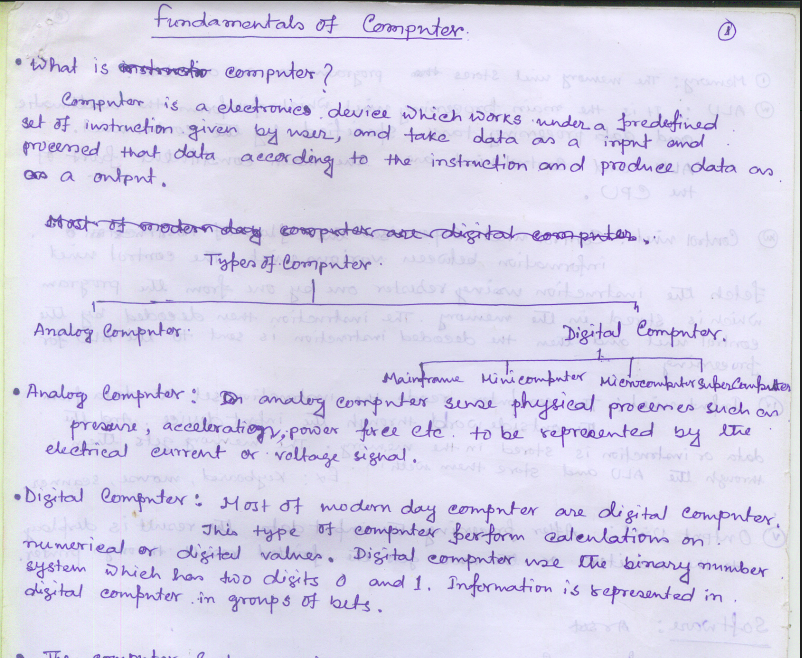 Fundamentals of Computer.
1
• What is computer?
Computer is a electronics device which works under a predefined
set of instruction given by user, and take data as a input and
processed that data according to the instruction and produce data as
as a output.
Most of modern day computer are digital computer.
Types of Computer.
Analog Computer. Digital Computer.
Mainframe Minicomputer Microcomputer SuperComputer
• Analog Computer: analog computer sense physical processes such as
pressure, acceleration, power fire etc. to be represented by the
electrical current or voltage signal.
• Digital Computer: Most of modern day computer are digital computer.
This type of computer perform calculations on
numerical or digited values. Digital computer use the binary number
system which has two digits 0 and 1. Information is represented in
digital computer in groups of bits.